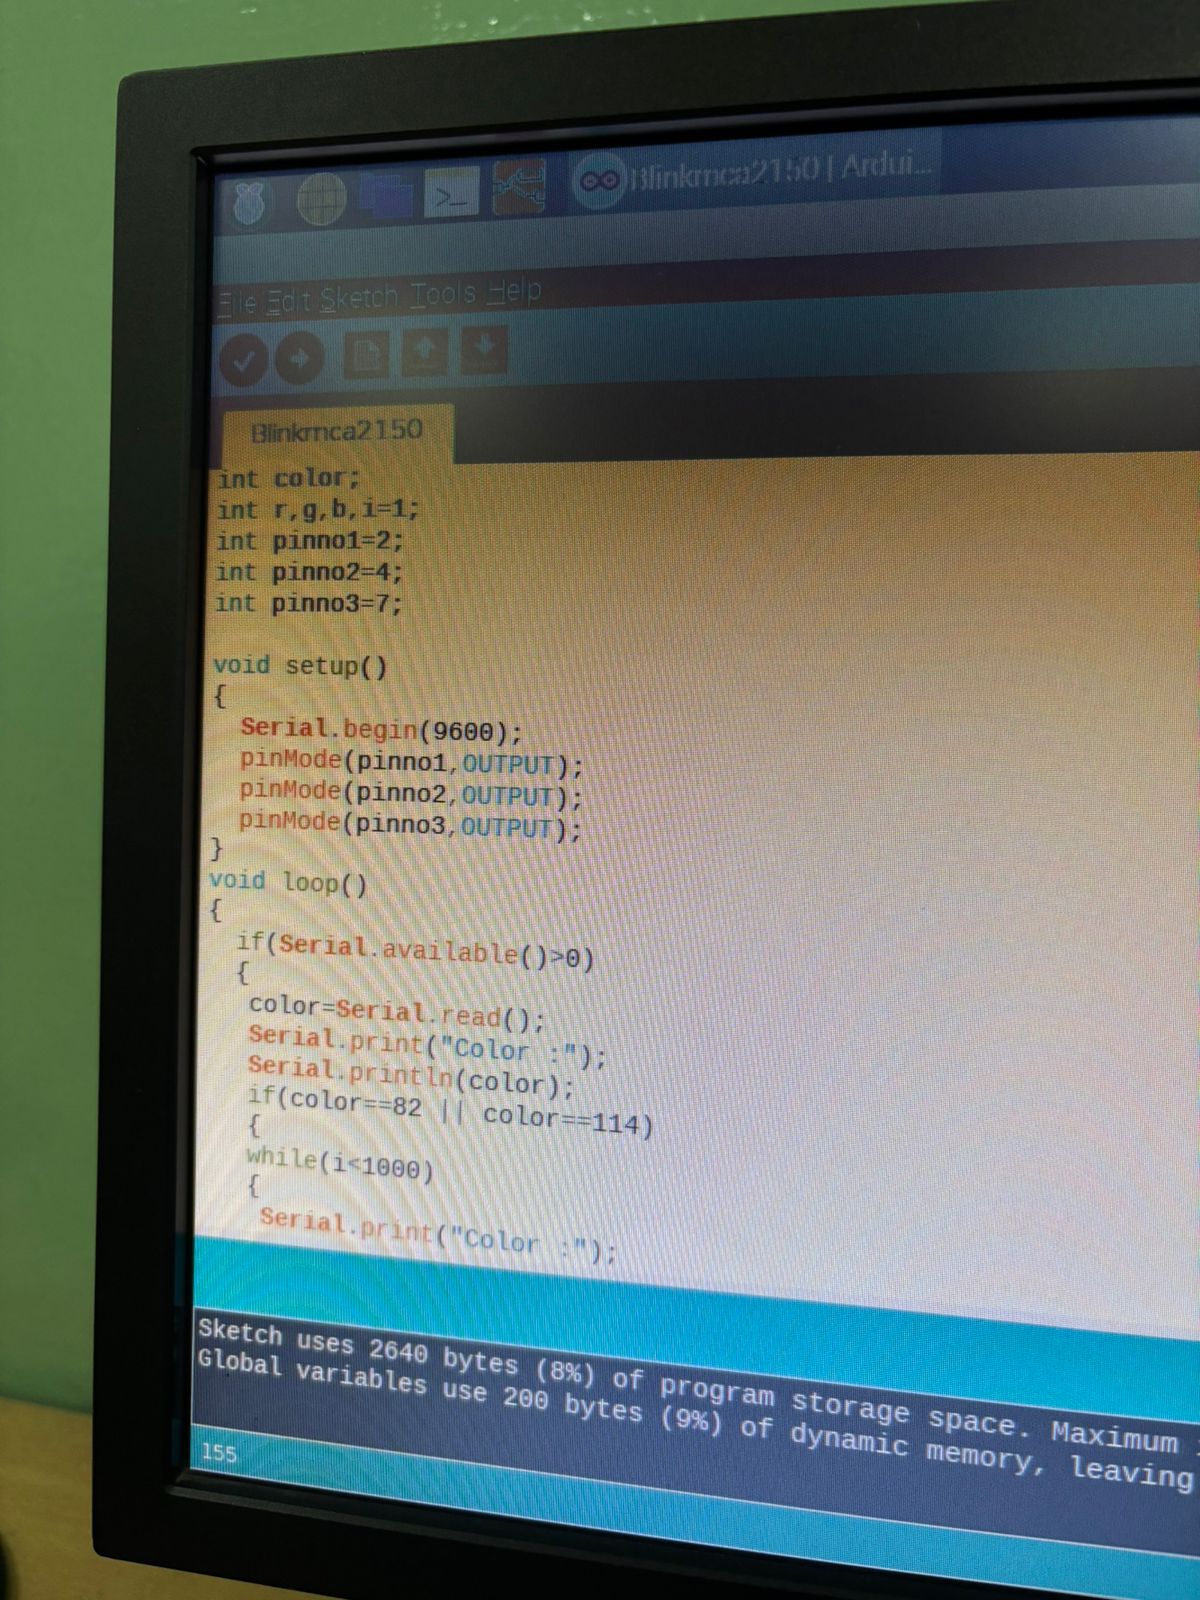 >_
Blinkmca2150 | Ardui...
File Edit Sketch Tools Help
Blinkmca2150
int color;
int r,g,b,i=1;
int pinno1=2;
int pinno2=4;
int pinno3=7;
void setup()
{
Serial.begin(9600);
pinMode(pinno1,OUTPUT);
pinMode(pinno2,OUTPUT);
pinMode(pinno3,OUTPUT);
}
void loop()
{
if(Serial.available()>0)
{
color=Serial.read();
Serial.print("Color :");
Serial.println(color);
if(color==82 || color==114)
{
while(i<1000)
{
Serial.print("Color :");
Sketch uses 2640 bytes (8%) of program storage space. Maximum
Global variables use 200 bytes (9%) of dynamic memory, leaving
155